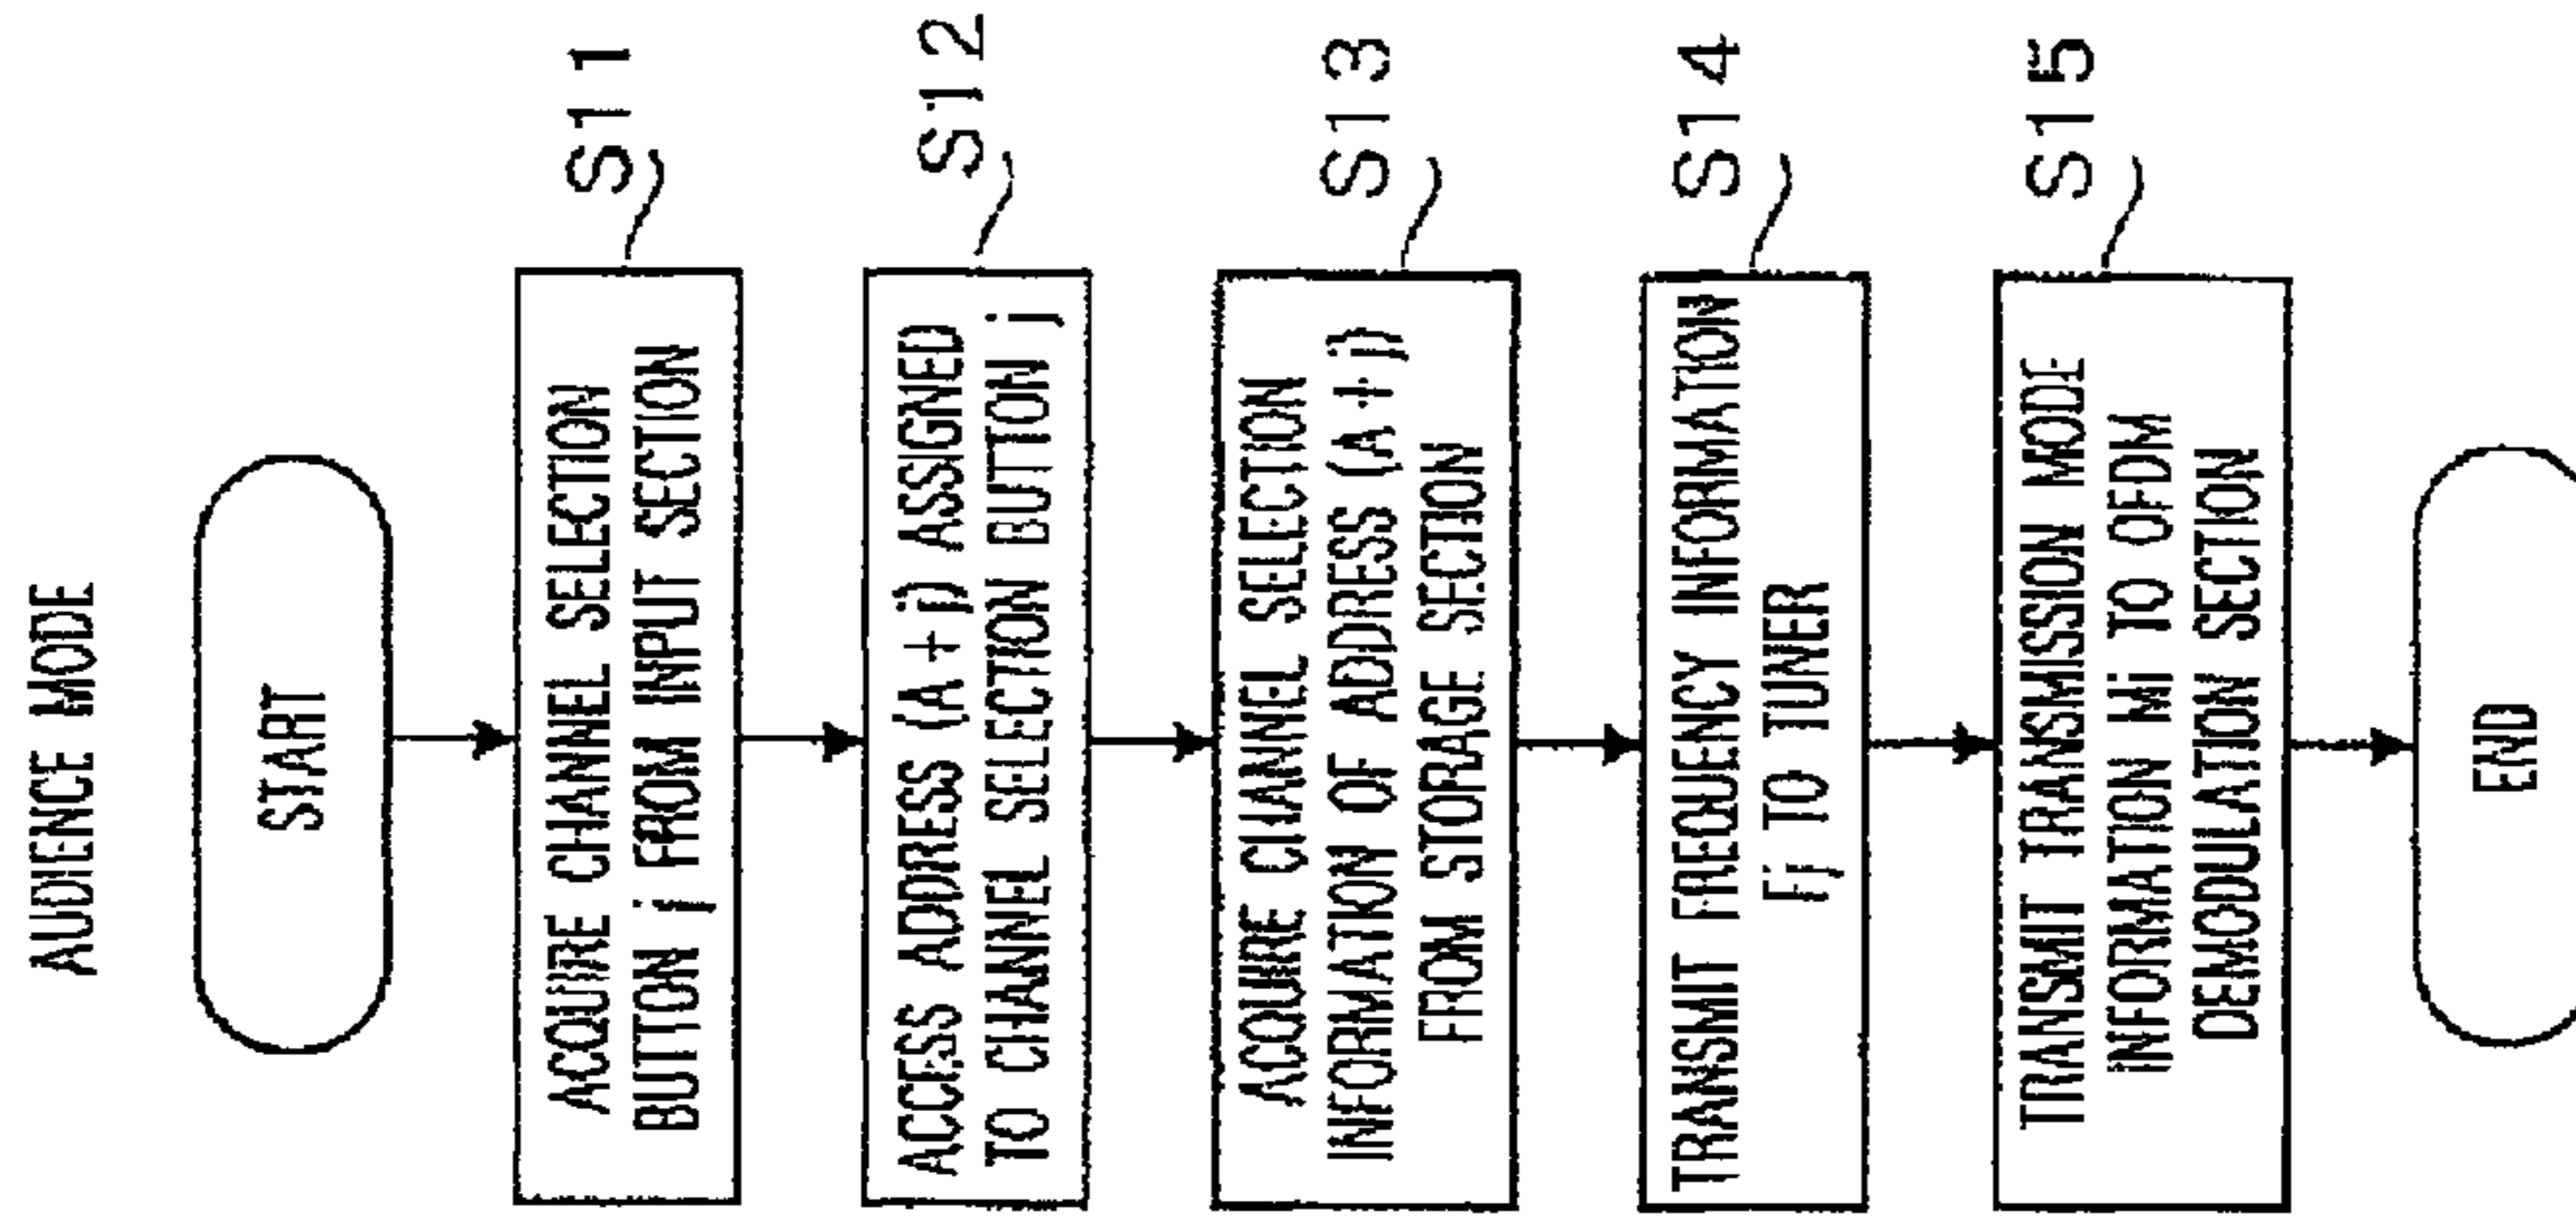 AUDIENCE MODE
START
S11
ACQUIRE CHANNEL SELECTION
BUTTON j FROM INPUT SECTION
S12
ACCESS ADDRESS (A + j) ASSIGNED
TO CHANNEL SELECTION BUTTON j
S13
ACQUIRE CHANNEL SELECTION
INFORMATION OF ADDRESS (A + j)
FROM STORAGE SECTION
S14
TRANSMIT FREQUENCY INFORMATION
Fj TO TUNER
S15
TRANSMIT TRANSMISSION MODE
INFORMATION Mi TO OFDM
DEMODULATION SECTION
END